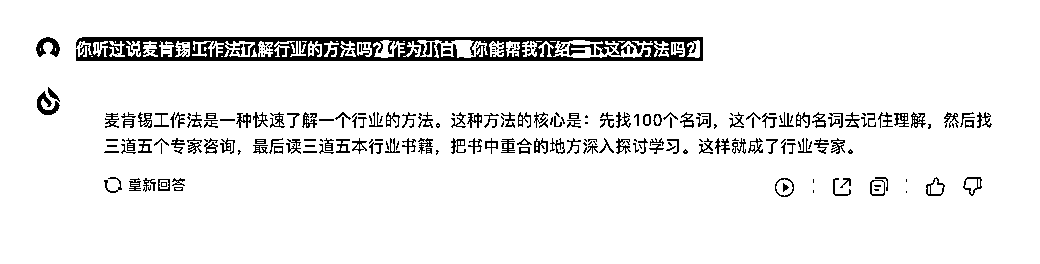 你听过说麦肯锡工作法了解行业的方法吗？作为小白，你能帮我介绍一下这个方法吗？
麦肯锡工作法是一种快速了解一个行业的方法。这种方法的核心是：先找100个名词，这个行业的名词去记住理解，然后找
三道五个专家咨询，最后读三道五本行业书籍，把书中重合的地方深入探讨学习。这样就成了行业专家。
重新回答